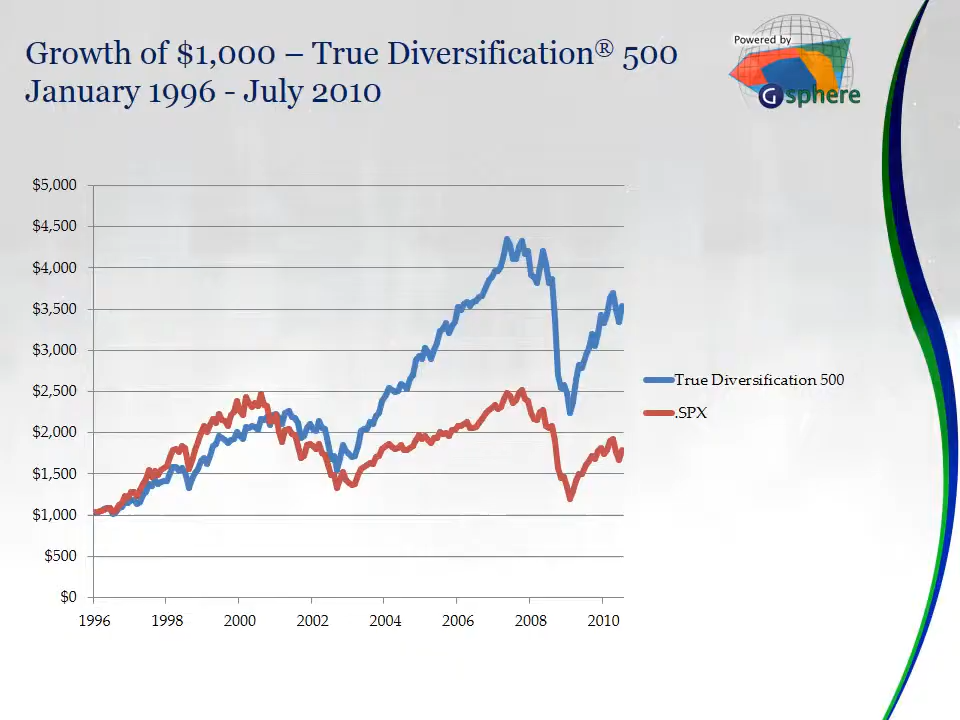 Growth of $1,000 – True Diversification® 500
January 1996 - July 2010
Powered by
G sphere
$5,000
$4,500
$4,000
$3,500
$3,000
$2,500
$2,000
$1,500
$1,000
$500
$0
1996 1998 2000 2002 2004 2006 2008 2010
True Diversification 500
.SPX